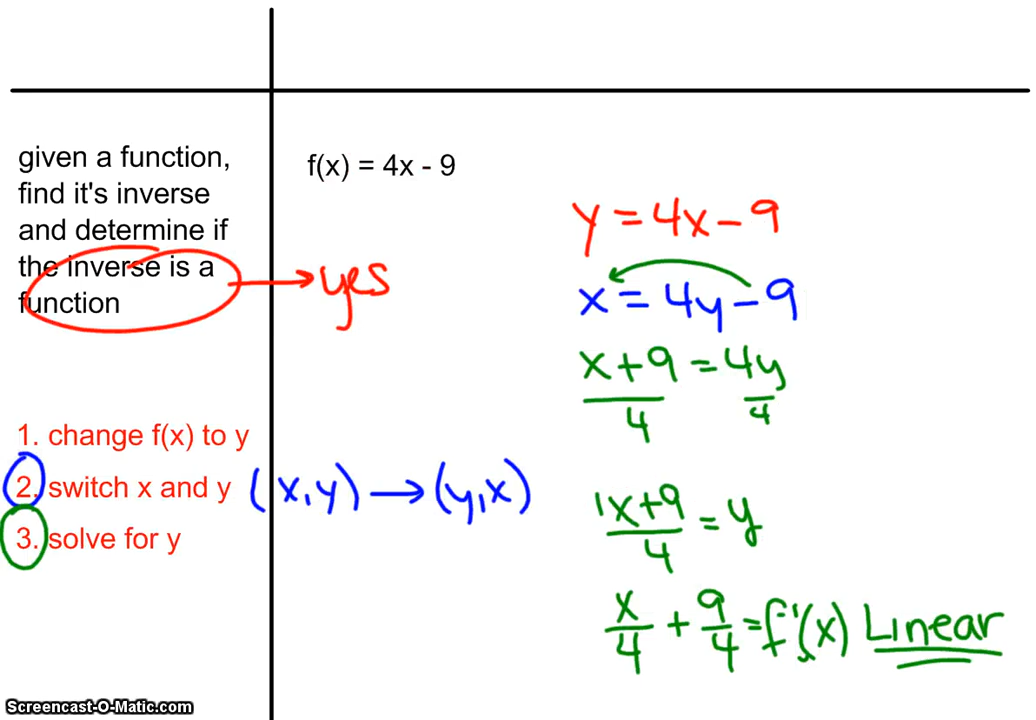 given a function,
find it's inverse
and determine if
the inverse is a
function
→ yes
1. change f(x) to y
2. switch x and y (x,y) → (y,x)
3. solve for y
f(x) = 4x - 9
y = 4x - 9
x = 4y - 9
x + 9 = 4y
4 4
1x+9 = y
4
x/4 + 9/4 = f⁻¹(x) Linear
Screencast-O-Matic.com